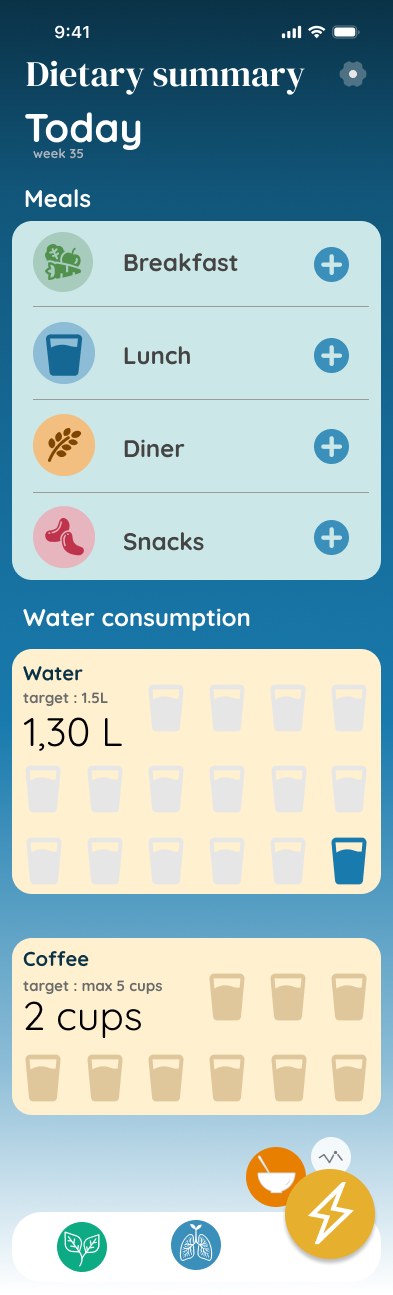 9:41
Dietary summary
Today
week 35
Meals
Breakfast
Lunch
Diner
Snacks
Water consumption
Water
target : 1.5L
1,30 L
Coffee
target : max 5 cups
2 cups